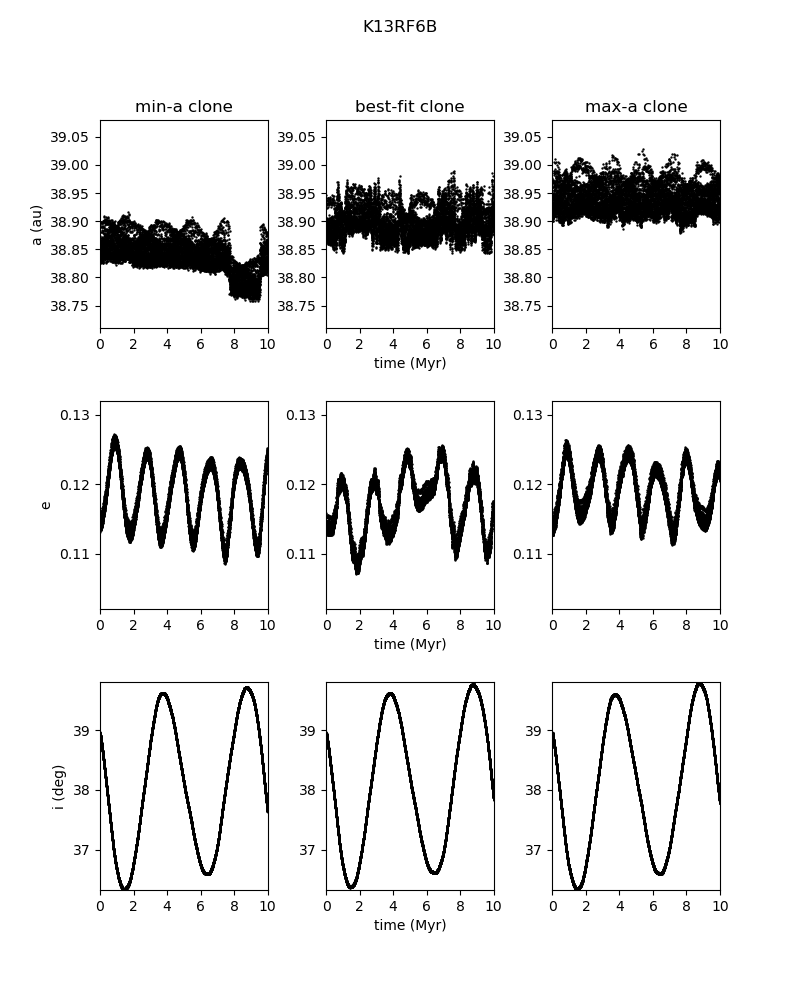 K13RF6B
min-a clone best-fit clone max-a clone
39.05 39.05 39.05
39.00 39.00 39.00
38.95 38.95 38.95
a (au) 38.90 38.90 38.90
38.85 38.85 38.85
38.80 38.80 38.80
38.75 38.75 38.75
0 2 4 6 8 10 0 2 4 6 8 10 0 2 4 6 8 10
time (Myr)
0.13 0.13 0.13
e 0.12 0.12 0.12
0.11 0.11 0.11
0 2 4 6 8 10 0 2 4 6 8 10 0 2 4 6 8 10
time (Myr)
39 39 39
i (deg) 38 38 38
37 37 37
0 2 4 6 8 10 0 2 4 6 8 10 0 2 4 6 8 10
time (Myr)